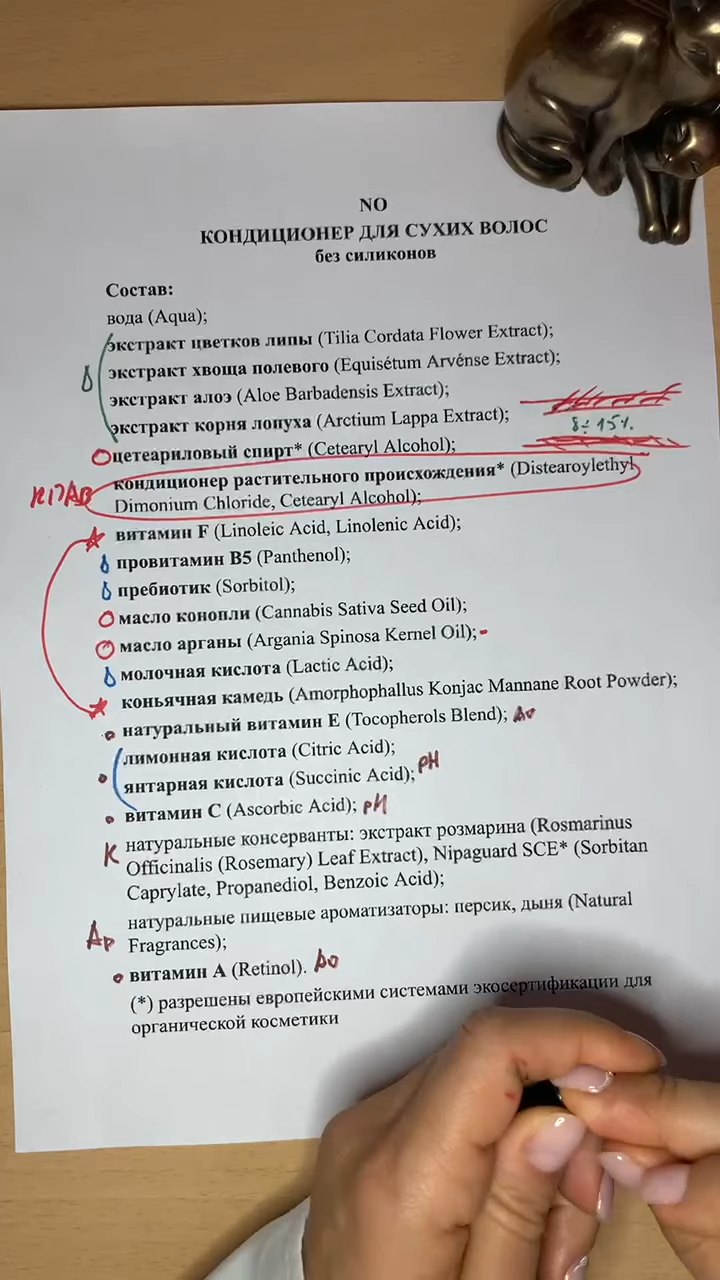 NO
КОНДИЦИОНЕР ДЛЯ СУХИХ ВОЛОС
без силиконов
Состав:
вода (Aqua);
экстракт цветков липы (Tilia Cordata Flower Extract);
экстракт хвоща полевого (Equisétum Arvénse Extract);
экстракт алоэ (Aloe Barbadensis Extract);
экстракт корня лопуха (Arctium Lappa Extract); 8÷15%
цетеариловый спирт* (Cetearyl Alcohol);
КПАВ кондиционер растительного происхождения* (Distearoylethyl
Dimonium Chloride, Cetearyl Alcohol);
витамин F (Linoleic Acid, Linolenic Acid);
провитамин B5 (Panthenol);
пребиотик (Sorbitol);
масло конопли (Cannabis Sativa Seed Oil);
масло арганы (Argania Spinosa Kernel Oil);
молочная кислота (Lactic Acid);
коньячная камедь (Amorphophallus Konjac Mannane Root Powder);
натуральный витамин Е (Tocopherols Blend); Ао
лимонная кислота (Citric Acid);
янтарная кислота (Succinic Acid); pH
витамин С (Ascorbic Acid); pH
К натуральные консерванты: экстракт розмарина (Rosmarinus
Officinalis (Rosemary) Leaf Extract), Nipaguard SCE* (Sorbitan
Caprylate, Propanediol, Benzoic Acid);
Ар натуральные пищевые ароматизаторы: персик, дыня (Natural
Fragrances);
витамин А (Retinol). Ао
(*) разрешены европейскими системами экосертификации для
органической косметики